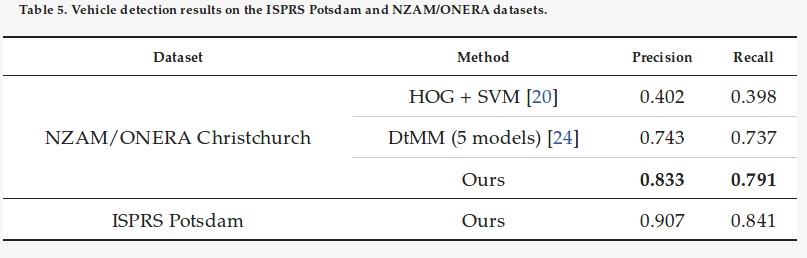 Table 5. Vehicle detection results on the ISPRS Potsdam and NZAM/ONERA datasets.
Dataset Method Precision Recall
HOG + SVM [20] 0.402 0.398
NZAM/ONERA Christchurch DtMM (5 models) [24] 0.743 0.737
Ours 0.833 0.791
ISPRS Potsdam Ours 0.907 0.841